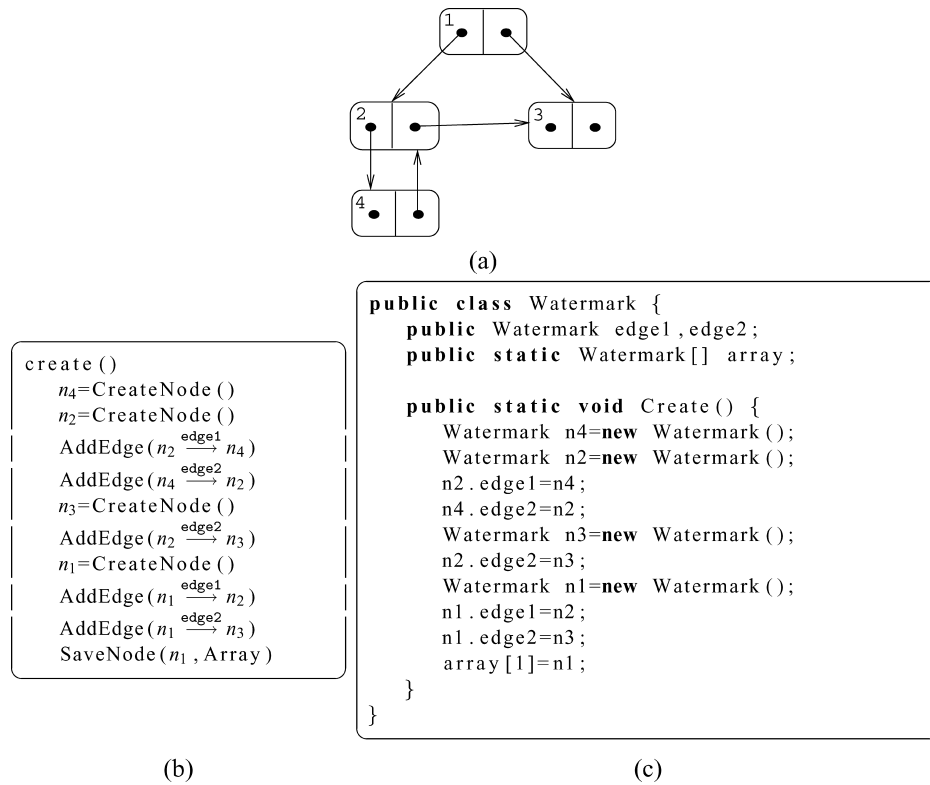 1
2
3
4
(a)
create()
n₄=CreateNode()
n₂=CreateNode()
AddEdge(n₂ edge1⟶ n₄)
AddEdge(n₄ edge2⟶ n₂)
n₃=CreateNode()
AddEdge(n₂ edge2⟶ n₃)
n₁=CreateNode()
AddEdge(n₁ edge1⟶ n₂)
AddEdge(n₁ edge2⟶ n₃)
SaveNode(n₁,Array)
(b)
public class Watermark {
public Watermark edge1,edge2;
public static Watermark[] array;
public static void Create() {
Watermark n4=new Watermark();
Watermark n2=new Watermark();
n2.edge1=n4;
n4.edge2=n2;
Watermark n3=new Watermark();
n2.edge2=n3;
Watermark n1=new Watermark();
n1.edge1=n2;
n1.edge2=n3;
array[1]=n1;
}
}
(c)